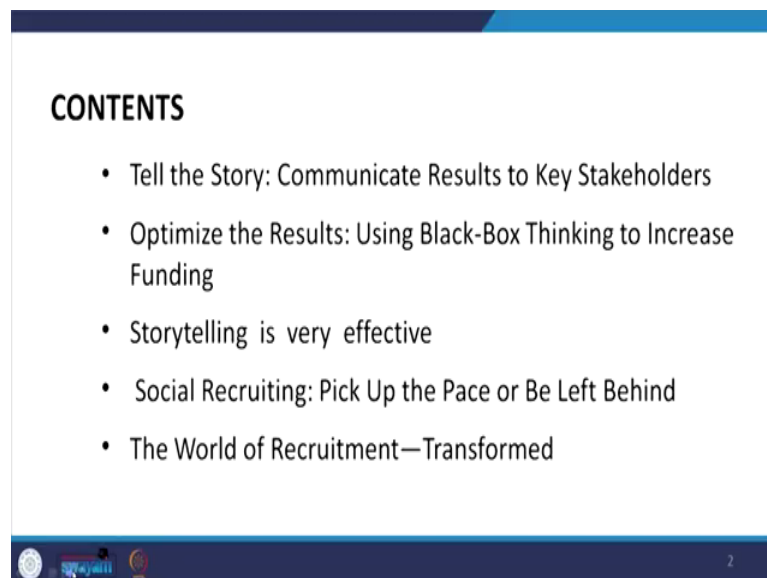 CONTENTS
• Tell the Story: Communicate Results to Key Stakeholders
• Optimize the Results: Using Black-Box Thinking to Increase
Funding
• Storytelling is very effective
• Social Recruiting: Pick Up the Pace or Be Left Behind
• The World of Recruitment—Transformed
swayam
2